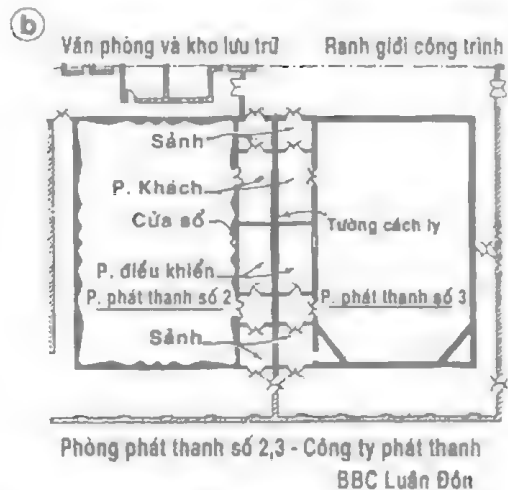 b
Văn phòng và kho lưu trữ
Ranh giới công trình
Sảnh
P. Khách
Cửa sổ
Tường cách ly
P. điều khiển
P. phát thanh số 2
P. phát thanh số 3
Sảnh
Phòng phát thanh số 2,3 - Công ty phát thanh
BBC Luân Đôn